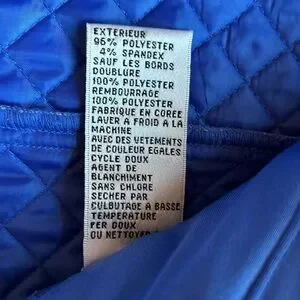 EXTERIEUR
96% POLYESTER
4% SPANDEX
SAUF LES BORDS
DOUBLURE
100% POLYESTER
REMBOURRAGE
100% POLYESTER
FABRIQUE EN COREE
LAVER A FROID A LA
MACHINE
AVEC DES VETEMENTS
DE COULEUR EGALES
CYCLE DOUX
AGENT DE
BLANCHIMENT
SANS CHLORE
SECHER PAR
CULBUTAGE A BASSE
TEMPERATURE
FER DOUX
OU NETTOYER A